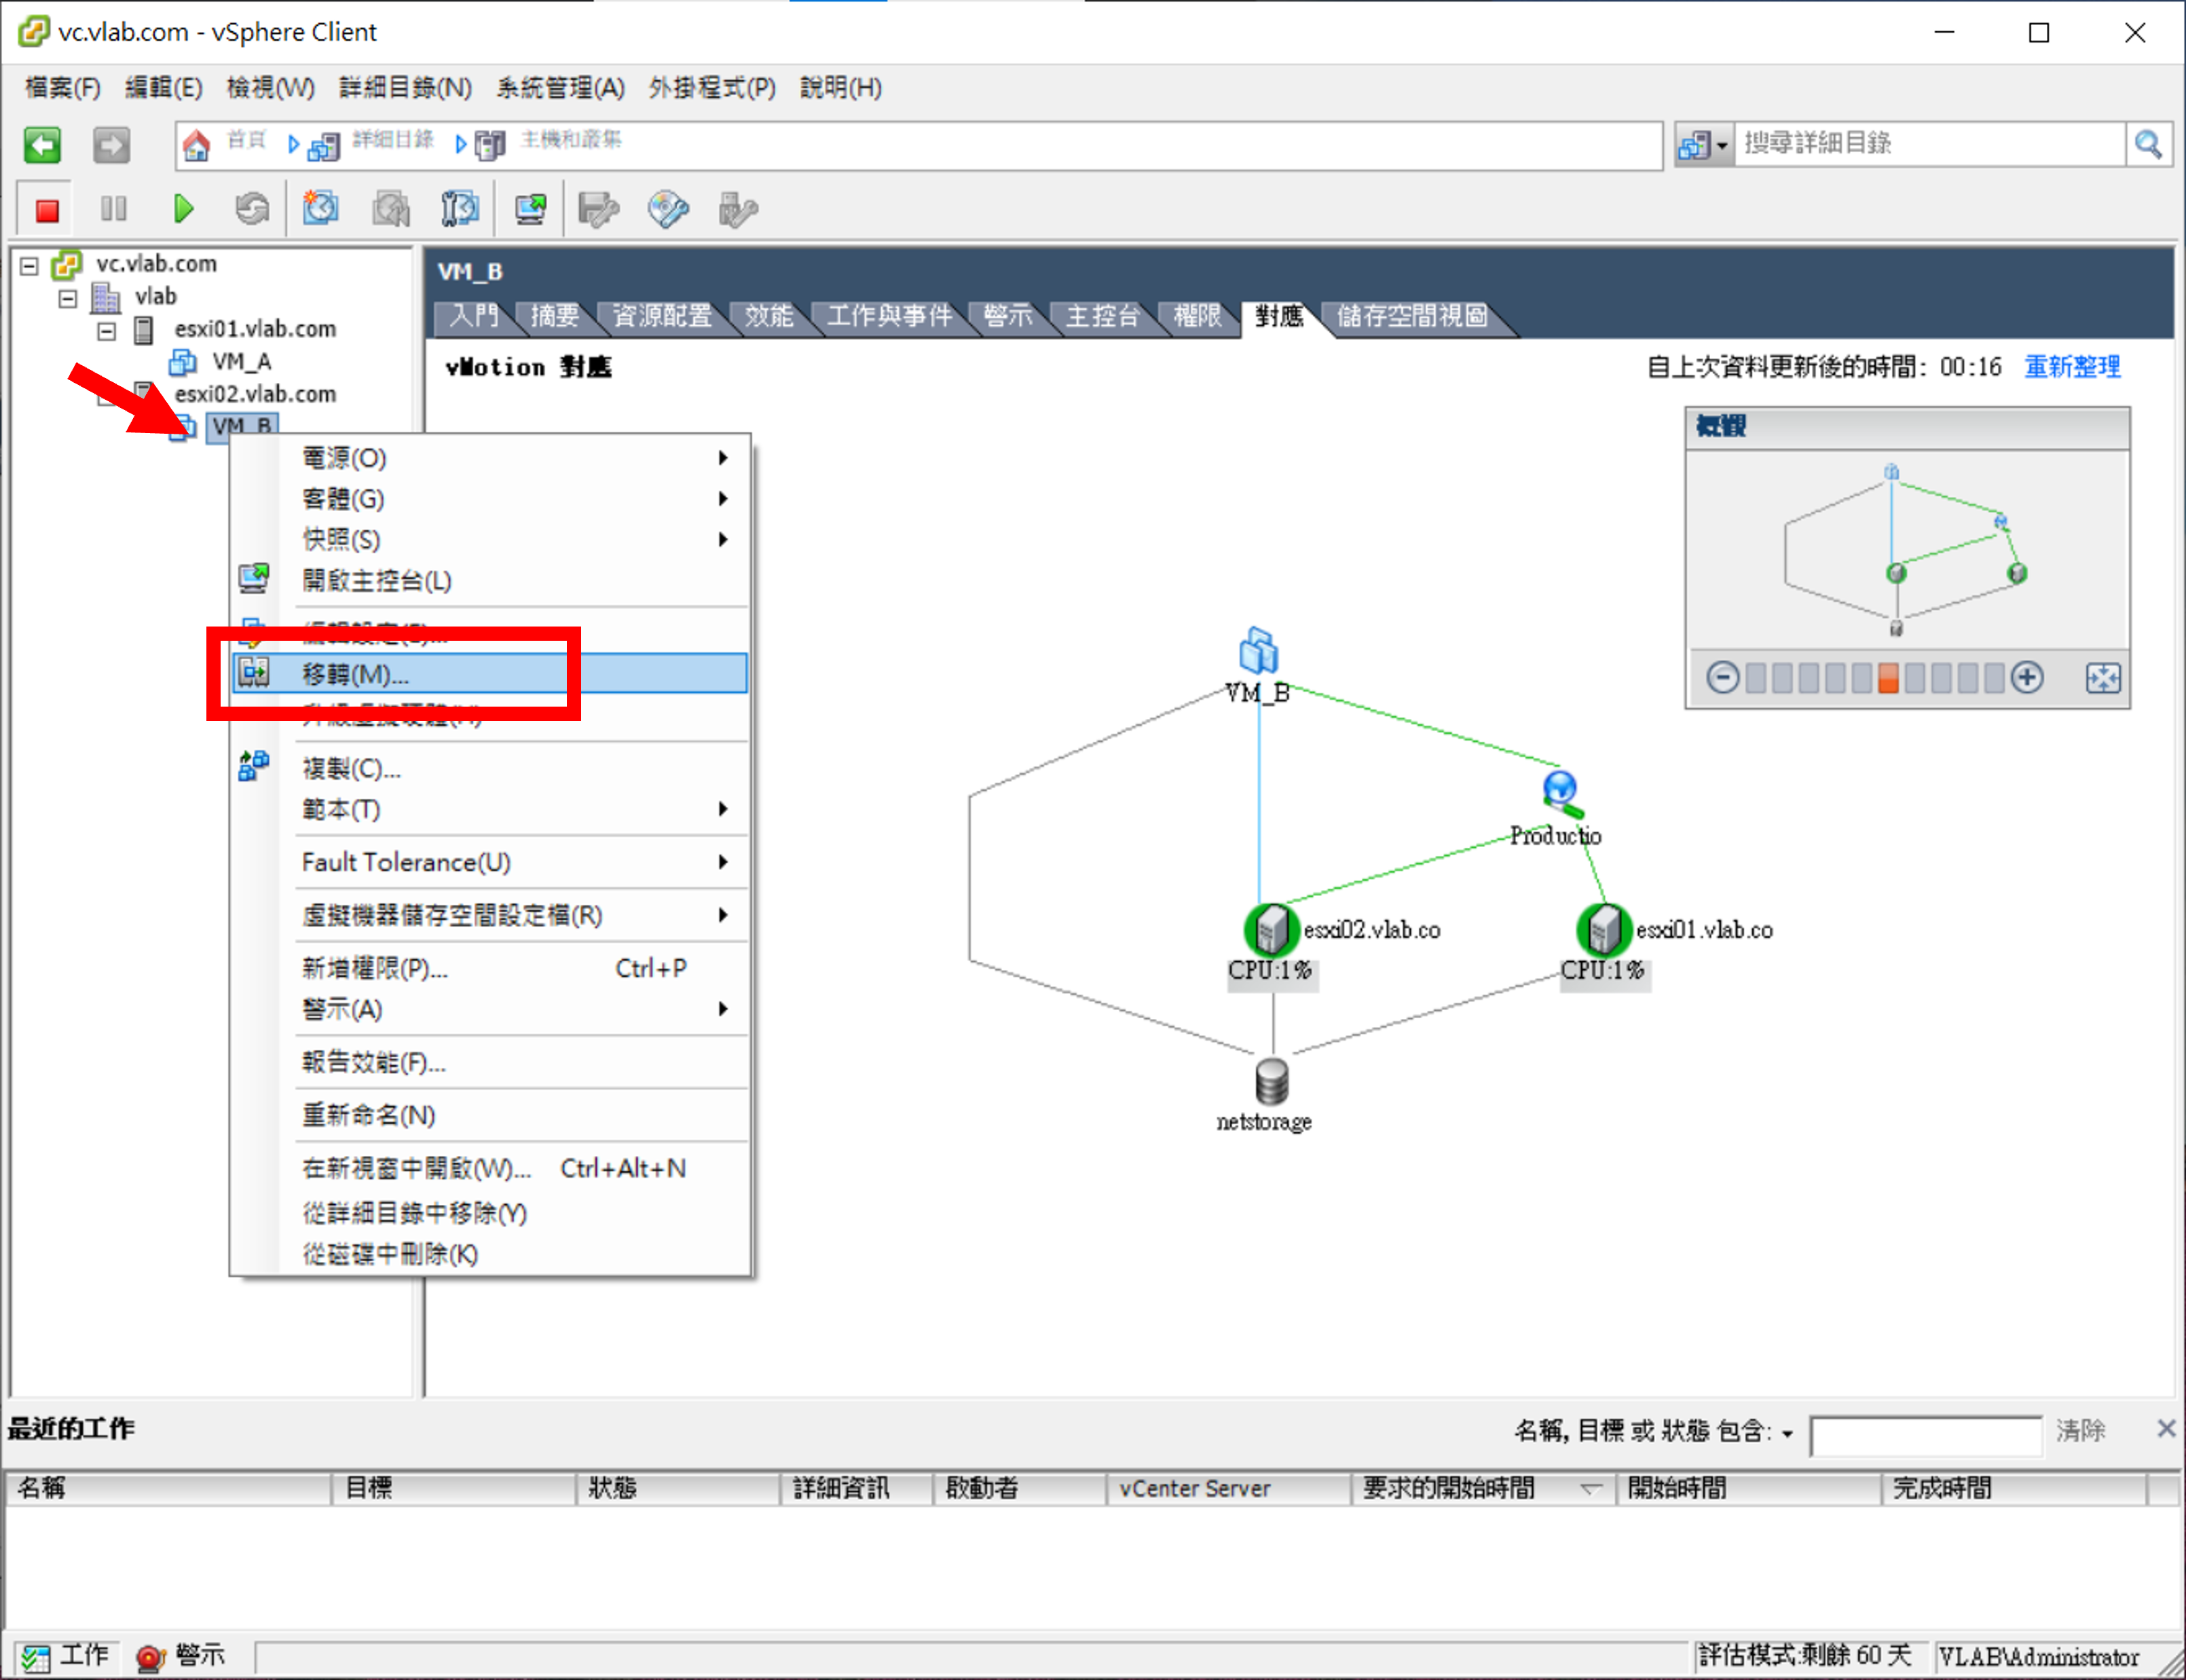 vc.vlab.com - vSphere Client
檔案(F) 編輯(E) 檢視(W) 詳細目錄(N) 系統管理(A) 外掛程式(P) 說明(H)
首頁 詳細目錄 主機和叢集 搜尋詳細目錄
vc.vlab.com
vlab
esxi01.vlab.com
VM_A
esxi02.vlab.com
VM_B
VM_B
入門 摘要 資源配置 效能 工作與事件 警示 主控台 權限 對應 儲存空間視圖
vMotion 對應
自上次資料更新後的時間: 00:16 重新整理
概觀
電源(O)
客體(G)
快照(S)
開啟主控台(L)
編輯設定(E)...
移轉(M)...
升級虛擬硬體(H)
複製(C)...
範本(T)
Fault Tolerance(U)
虛擬機器儲存空間設定檔(R)
新增權限(P)... Ctrl+P
警示(A)
報告效能(F)...
重新命名(N)
在新視窗中開啟(W)... Ctrl+Alt+N
從詳細目錄中移除(Y)
從磁碟中刪除(K)
VM_B
Productio
esxi02.vlab.co
CPU:1%
esxi01.vlab.co
CPU:1%
netstorage
最近的工作
名稱, 目標 或 狀態 包含: 清除
名稱 目標 狀態 詳細資訊 啟動者 vCenter Server 要求的開始時間 開始時間 完成時間
工作 警示
評估模式:剩餘 60 天 VLAB\Administrator